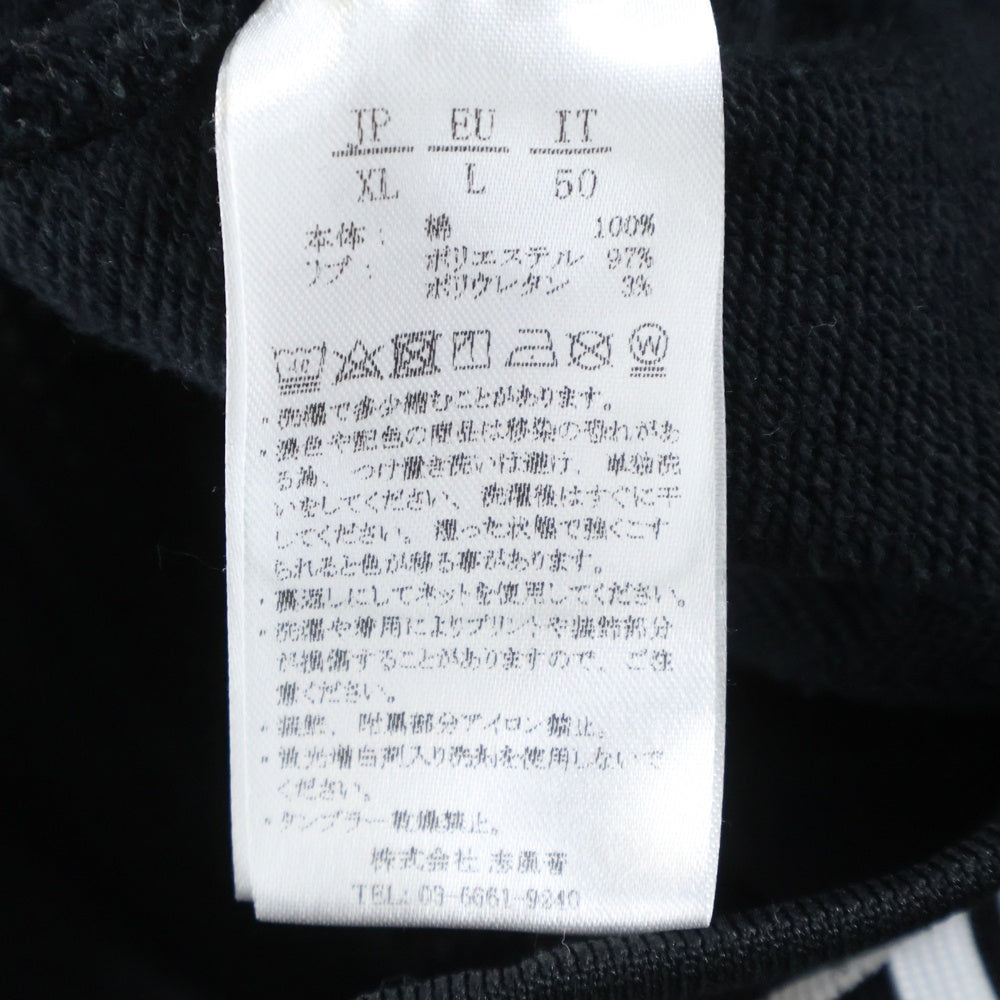 JP EU IT
XL L 50
本体: 綿 100%
リブ: ポリエステル 97%
ポリウレタン 3%
40 W
・洗濯で多少縮むことがあります。
・濃色や配色の商品は移染の恐れがあ
る為、つけ置き洗いは避け、単独洗
いをしてください。洗濯後はすぐに干
してください。湿った状態で強くこす
られると色が移る事があります。
・裏返しにしてネットを使用してください。
・洗濯や着用によりプリントや装飾部分
が損傷することがありますので、ご注
意ください。
・装飾、附属部分アイロン禁止。
・蛍光増白剤入り洗剤を使用しないで
ください。
・タンブラー乾燥禁止。
株式会社 志風音
TEL: 03-6661-9240